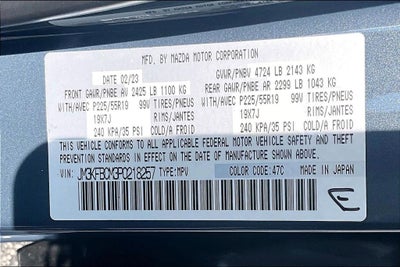 MFD. BY MAZDA MOTOR CORPORATION
DATE 02/23 GVWR/PNBV 4724 LB 2143 KG
FRONT GAWR/PNBE AV 2425 LB 1100 KG REAR GAWR/PNBE AR 2299 LB 1043 KG
WITH/AVEC P225/55R19 99W TIRES/PNEUS WITH/AVEC P225/55R19 99W TIRES/PNEUS
19X7J RIMS/JANTES 19X7J RIMS/JANTES
240 KPA/35 PSI COLD/A FROID 240 KPA/35 PSI COLD/A FROID
THIS VEHICLE CONFORMS TO ALL APPLICABLE FEDERAL MOTOR VEHICLE SAFETY AND THEFT
PREVENTION STANDARDS IN EFFECT ON THE DATE OF MANUFACTURE SHOWN ABOVE.
VIN: JM3KFBCM3P0218257 TYPE:MPV COLOR CODE:47C MADE IN JAPAN
E